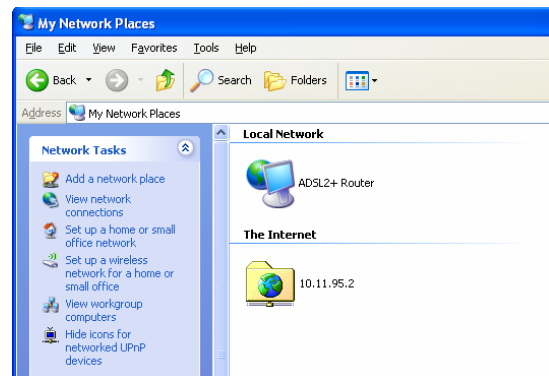 My Network Places
File Edit View Favorites Tools Help
Back Search Folders
Address My Network Places
Network Tasks
Add a network place
View network
connections
Set up a home or small
office network
Set up a wireless
network for a home or
small office
View workgroup
computers
Hide icons for
networked UPnP
devices
Local Network
ADSL2+ Router
The Internet
10.11.95.2